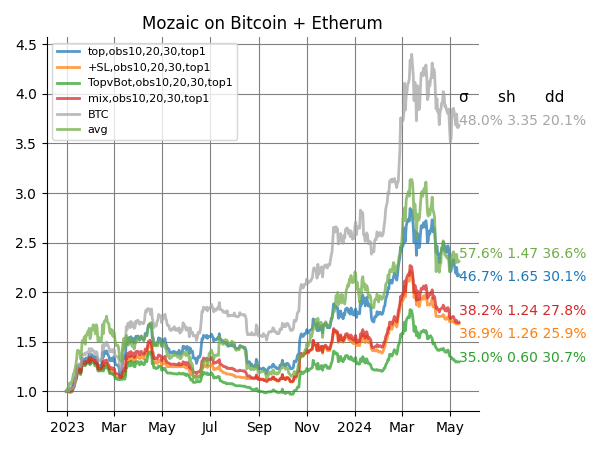 Mozaic on Bitcoin + Etherum
4.5
4.0
3.5
3.0
2.5
2.0
1.5
1.0
top,obs10,20,30,top1
+SL,obs10,20,30,top1
TopvBot,obs10,20,30,top1
mix,obs10,20,30,top1
BTC
avg
σ sh dd
48.0% 3.35 20.1%
57.6% 1.47 36.6%
46.7% 1.65 30.1%
38.2% 1.24 27.8%
36.9% 1.26 25.9%
35.0% 0.60 30.7%
2023 Mar May Jul Sep Nov 2024 Mar May